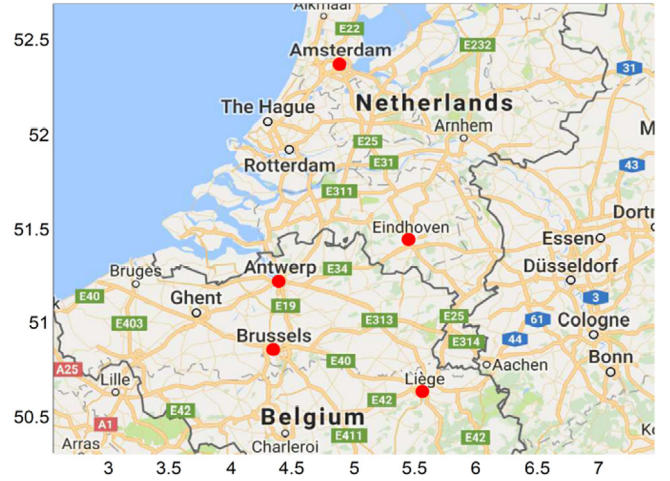 Alkmaar
52.5
E22
Amsterdam
E232
31
The Hague
Netherlands
52
Arnhem
E25
Rotterdam
E31
43
E311
51.5
Eindhoven
Essen
Antwerp
E34
Bruges
Düsseldorf
E40
Ghent
E19
3
51
E403
E313
E25
61
Cologne
Brussels
E314
44
E40
Bonn
A25
Aachen
Lille
Liège
E42
E42
50.5
A1
Belgium
E411
E42
Arras
Charleroi
3
3.5
4
4.5
5
5.5
6
6.5
7